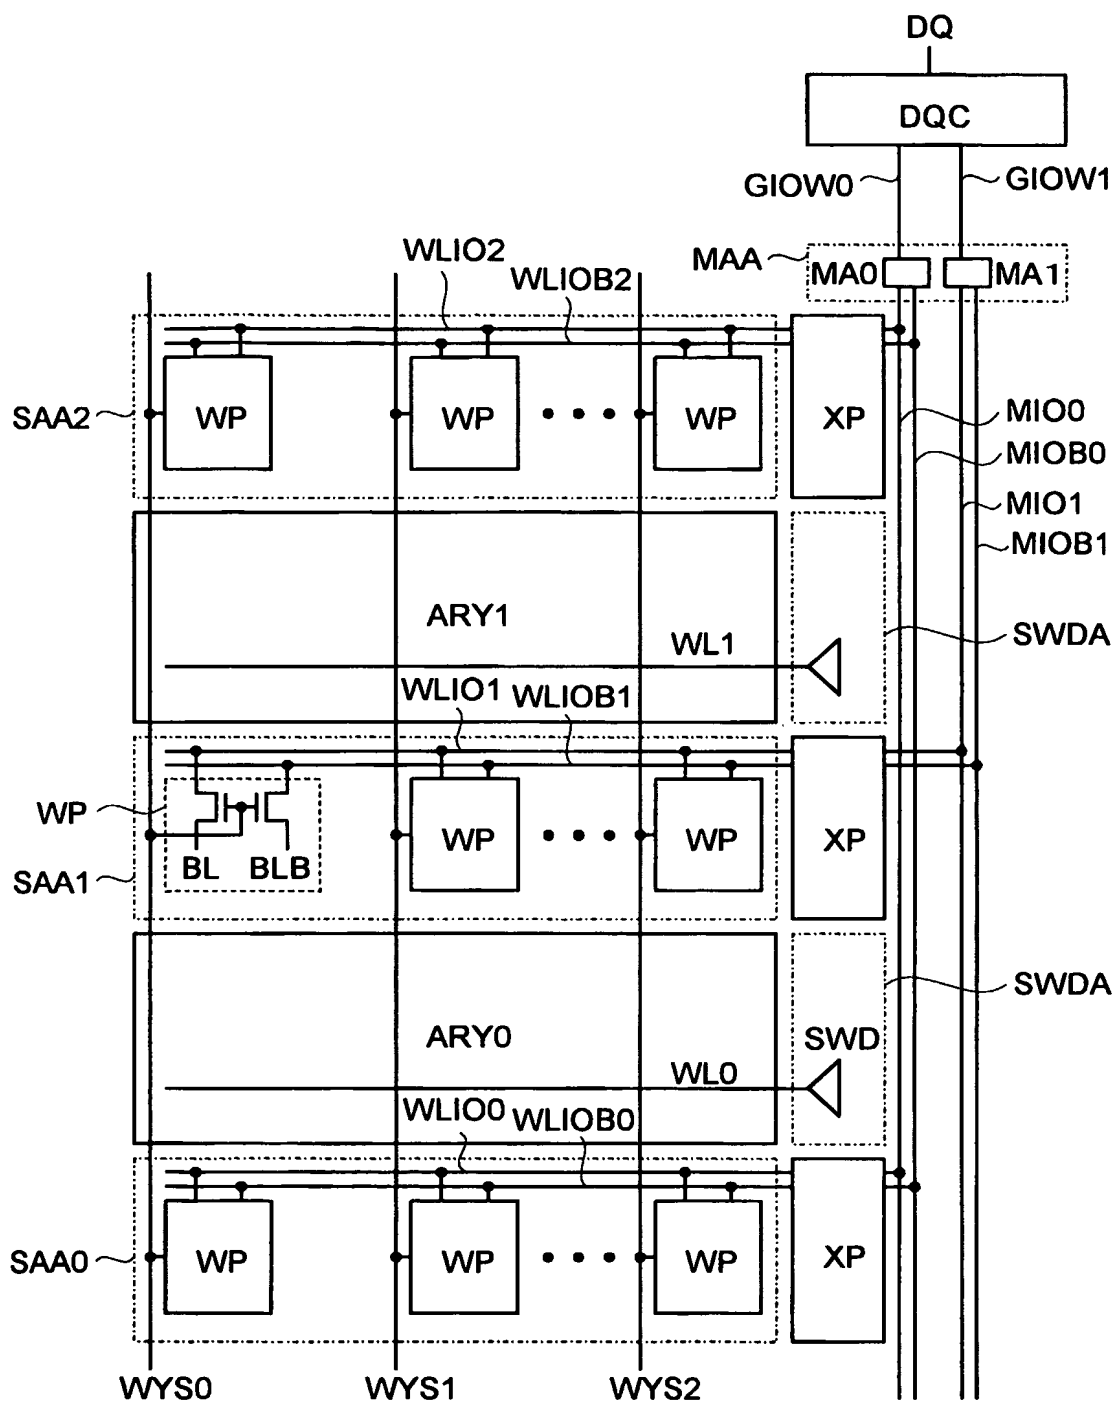 DQ
DQC
GIOW0
GIOW1
MAA
MA0
MA1
WLIO2
WLIOB2
SAA2
WP
WP
WP
XP
MIO0
MIOB0
MIO1
MIOB1
ARY1
WL1
SWDA
WLIO1
WLIOB1
WP
BL
BLB
WP
WP
XP
SAA1
ARY0
SWD
SWDA
WL0
WLIO0
WLIOB0
SAA0
WP
WP
WP
XP
WYS0
WYS1
WYS2